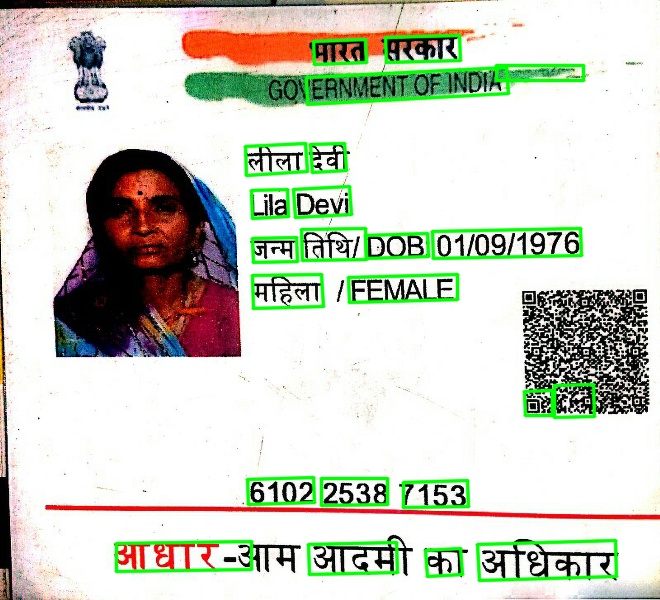 भारत सरकार
GOVERNMENT OF INDIA
लीला देवी
Lila Devi
जन्म तिथि/ DOB 01/09/1976
महिला / FEMALE
6102 2538 7153
आधार-आम आदमी का अधिकार